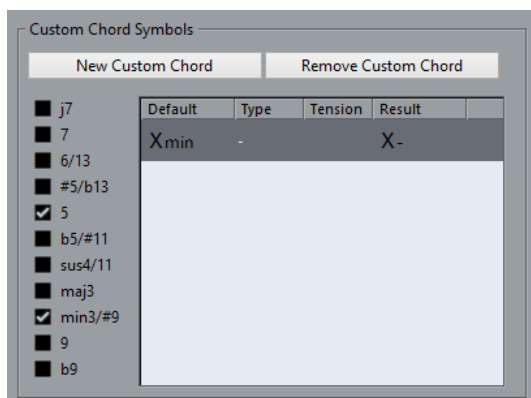 Custom Chord Symbols
New Custom Chord
Remove Custom Chord
j7
7
6/13
#5/b13
5
b5/#11
sus4/11
maj3
min3/#9
9
b9
Default Type Tension Result
Xmin - X-